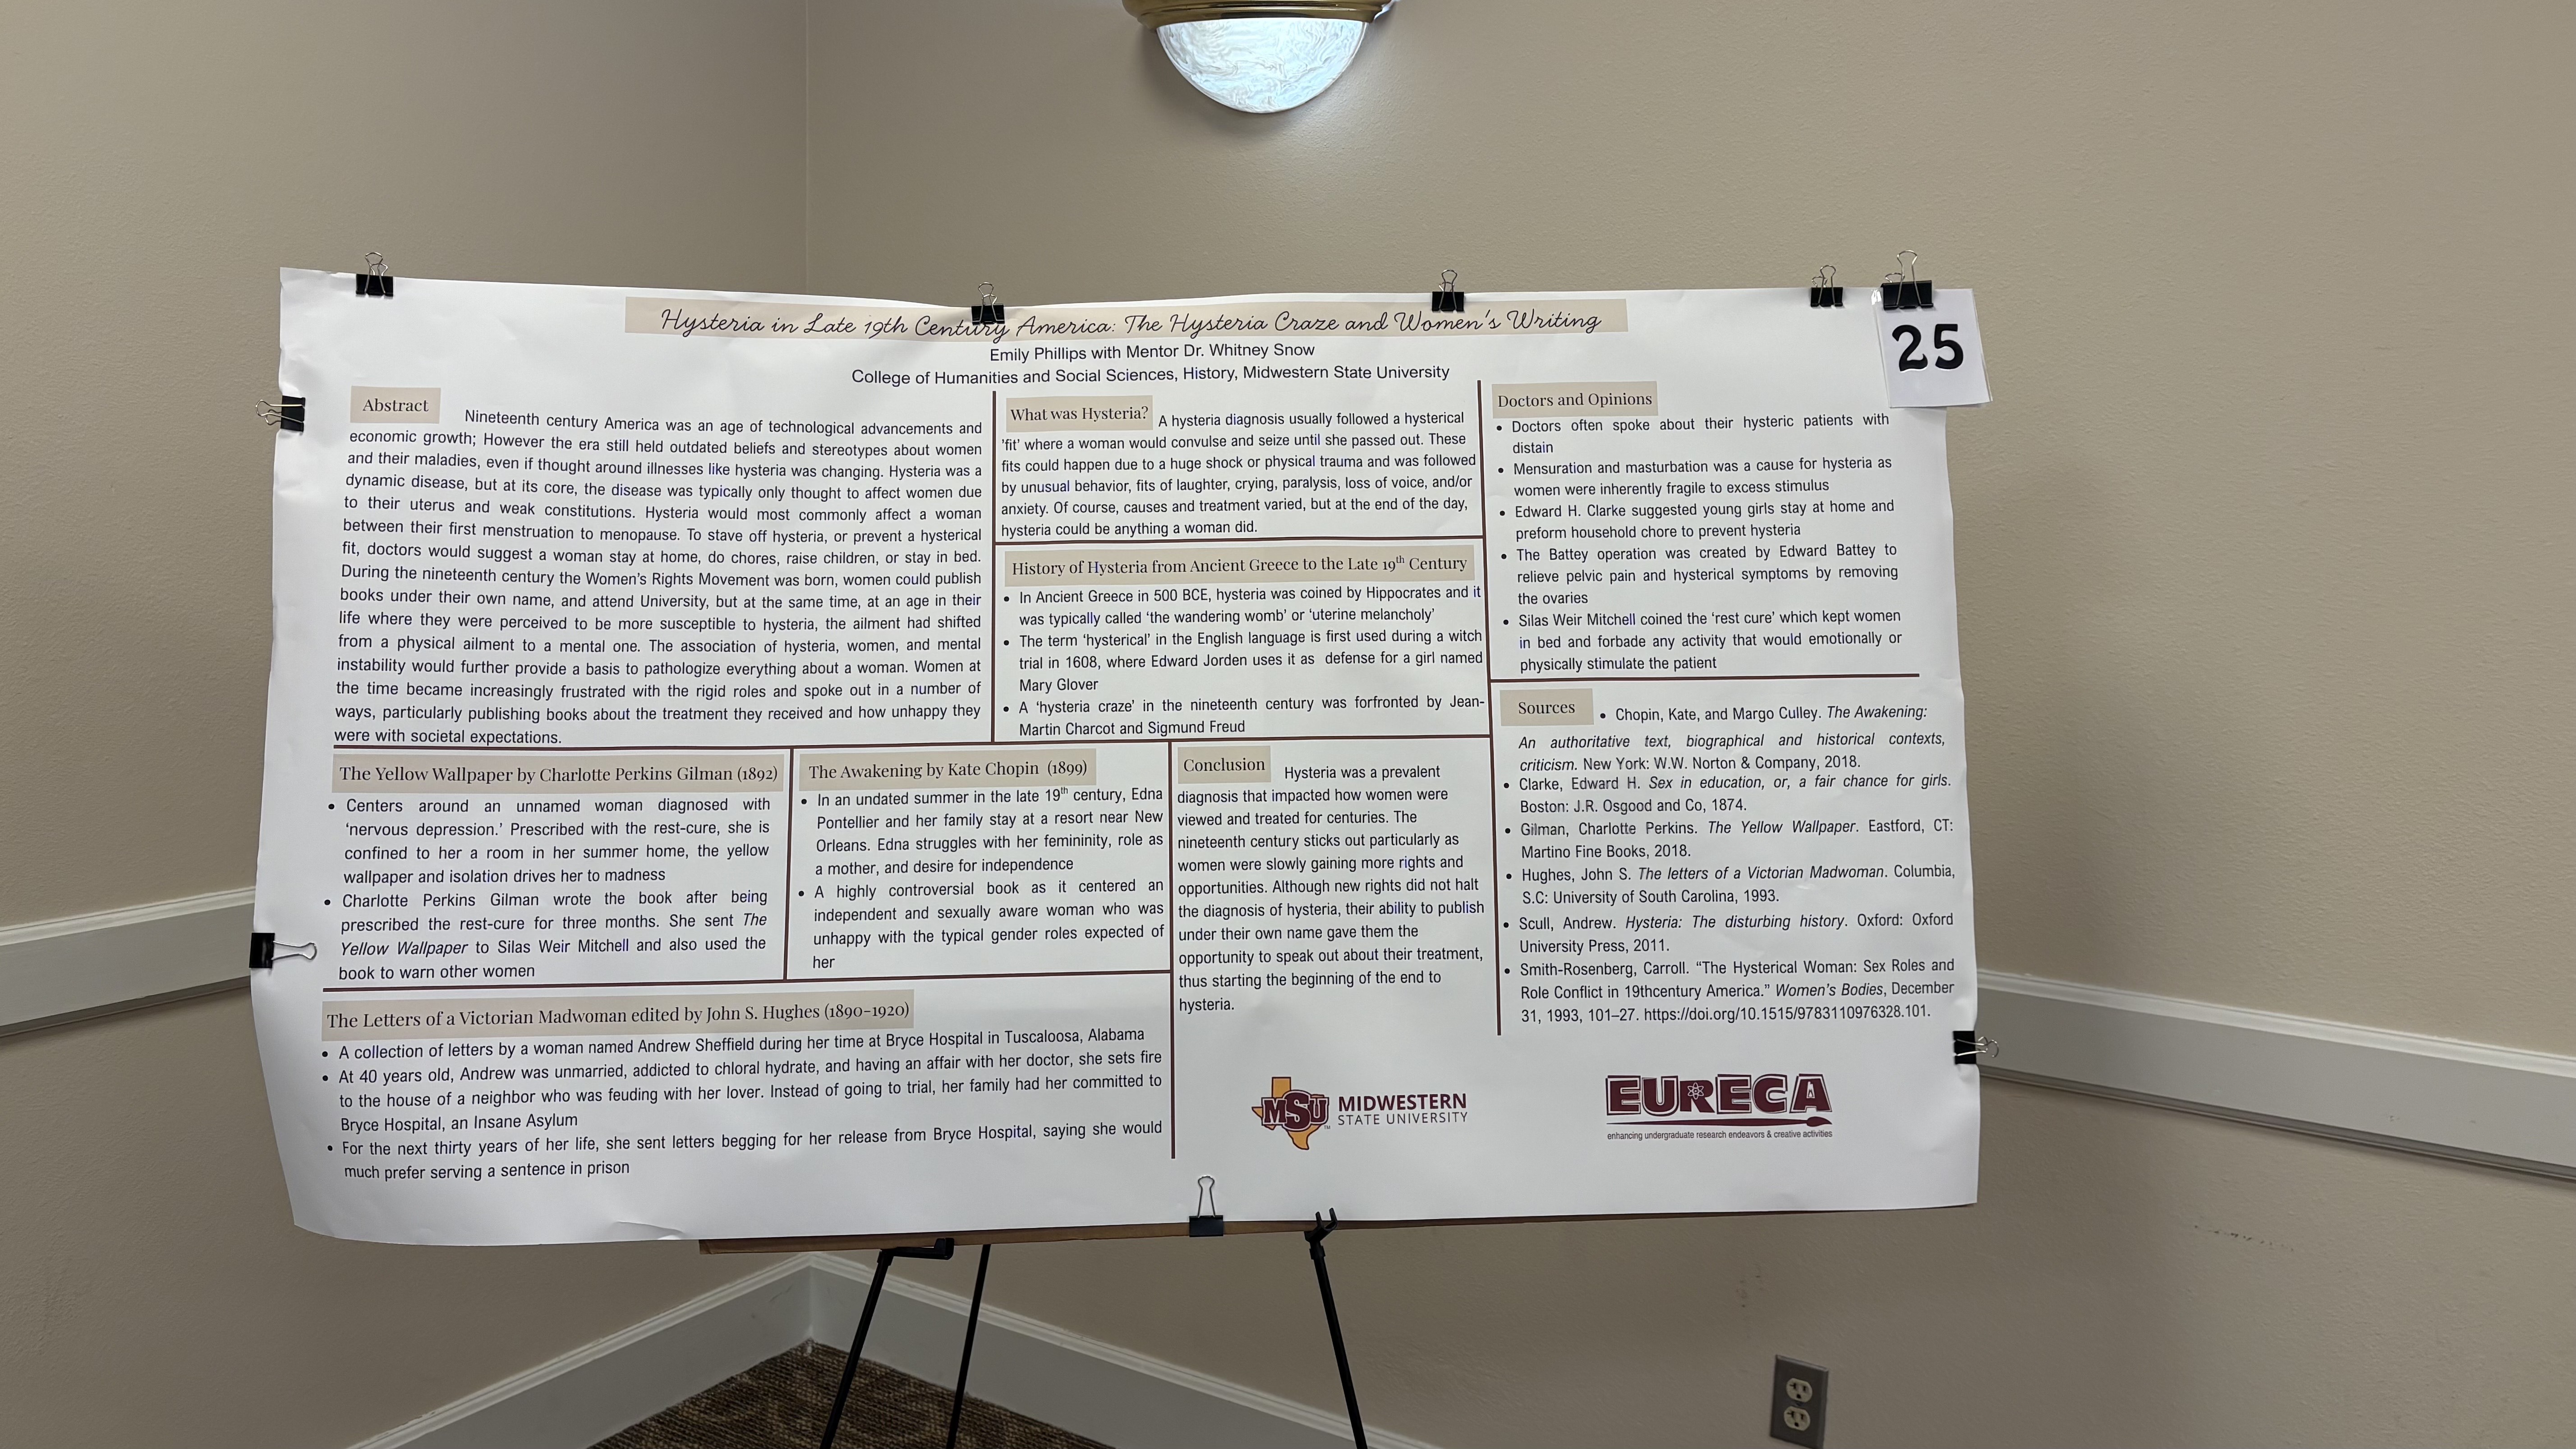 Hysteria in Late 19th Century America: The Hysteria Craze and Women's Writing
Emily Phillips with Mentor Dr. Whitney Snow
College of Humanities and Social Sciences, History, Midwestern State University
25
Abstract
Nineteenth century America was an age of technological advancements and
economic growth; However the era still held outdated beliefs and stereotypes about women
and their maladies, even if thought around illnesses like hysteria was changing. Hysteria was a
dynamic disease, but at its core, the disease was typically only thought to affect women due
to their uterus and weak constitutions. Hysteria would most commonly affect a woman
between their first menstruation to menopause. To stave off hysteria, or prevent a hysterical
fit, doctors would suggest a woman stay at home, do chores, raise children, or stay in bed.
During the nineteenth century the Women's Rights Movement was born, women could publish
books under their own name, and attend University, but at the same time, at an age in their
life where they were perceived to be more susceptible to hysteria, the ailment had shifted
from a physical ailment to a mental one. The association of hysteria, women, and mental
instability would further provide a basis to pathologize everything about a woman. Women at
the time became increasingly frustrated with the rigid roles and spoke out in a number of
ways, particularly publishing books about the treatment they received and how unhappy they
were with societal expectations.
What was Hysteria?
A hysteria diagnosis usually followed a hysterical
'fit' where a woman would convulse and seize until she passed out. These
fits could happen due to a huge shock or physical trauma and was followed
by unusual behavior, fits of laughter, crying, paralysis, loss of voice, and/or
anxiety. Of course, causes and treatment varied, but at the end of the day,
hysteria could be anything a woman did.
History of Hysteria from Ancient Greece to the Late 19th Century
• In Ancient Greece in 500 BCE, hysteria was coined by Hippocrates and it
was typically called 'the wandering womb' or 'uterine melancholy'
• The term 'hysterical' in the English language is first used during a witch
trial in 1608, where Edward Jorden uses it as defense for a girl named
Mary Glover
• A 'hysteria craze' in the nineteenth century was forfronted by Jean-
Martin Charcot and Sigmund Freud
Doctors and Opinions
• Doctors often spoke about their hysteric patients with
distain
• Mensuration and masturbation was a cause for hysteria as
women were inherently fragile to excess stimulus
• Edward H. Clarke suggested young girls stay at home and
preform household chore to prevent hysteria
• The Battey operation was created by Edward Battey to
relieve pelvic pain and hysterical symptoms by removing
the ovaries
• Silas Weir Mitchell coined the 'rest cure' which kept women
in bed and forbade any activity that would emotionally or
physically stimulate the patient
The Yellow Wallpaper by Charlotte Perkins Gilman (1892)
• Centers around an unnamed woman diagnosed with
'nervous depression.' Prescribed with the rest-cure, she is
confined to her a room in her summer home, the yellow
wallpaper and isolation drives her to madness
• Charlotte Perkins Gilman wrote the book after being
prescribed the rest-cure for three months. She sent The
Yellow Wallpaper to Silas Weir Mitchell and also used the
book to warn other women
The Awakening by Kate Chopin (1899)
• In an undated summer in the late 19th century, Edna
Pontellier and her family stay at a resort near New
Orleans. Edna struggles with her femininity, role as
a mother, and desire for independence
• A highly controversial book as it centered an
independent and sexually aware woman who was
unhappy with the typical gender roles expected of
her
The Letters of a Victorian Madwoman edited by John S. Hughes (1890-1920)
• A collection of letters by a woman named Andrew Sheffield during her time at Bryce Hospital in Tuscaloosa, Alabama
• At 40 years old, Andrew was unmarried, addicted to chloral hydrate, and having an affair with her doctor, she sets fire
to the house of a neighbor who was feuding with her lover. Instead of going to trial, her family had her committed to
Bryce Hospital, an Insane Asylum
• For the next thirty years of her life, she sent letters begging for her release from Bryce Hospital, saying she would
much prefer serving a sentence in prison
Conclusion
Hysteria was a prevalent
diagnosis that impacted how women were
viewed and treated for centuries. The
nineteenth century sticks out particularly as
women were slowly gaining more rights and
opportunities. Although new rights did not halt
the diagnosis of hysteria, their ability to publish
under their own name gave them the
opportunity to speak out about their treatment,
thus starting the beginning of the end to
hysteria.
Sources
• Chopin, Kate, and Margo Culley. The Awakening:
An authoritative text, biographical and historical contexts,
criticism. New York: W.W. Norton & Company, 2018.
• Clarke, Edward H. Sex in education, or, a fair chance for girls.
Boston: J.R. Osgood and Co, 1874.
• Gilman, Charlotte Perkins. The Yellow Wallpaper. Eastford, CT:
Martino Fine Books, 2018.
• Hughes, John S. The letters of a Victorian Madwoman. Columbia,
S.C: University of South Carolina, 1993.
• Scull, Andrew. Hysteria: The disturbing history. Oxford: Oxford
University Press, 2011.
• Smith-Rosenberg, Carroll. "The Hysterical Woman: Sex Roles and
Role Conflict in 19thcentury America." Women's Bodies, December
31, 1993, 101–27. https://doi.org/10.1515/9783110976328.101.
MSU
MIDWESTERN
STATE UNIVERSITY
EURECA
enhancing undergraduate research endeavors & creative activities